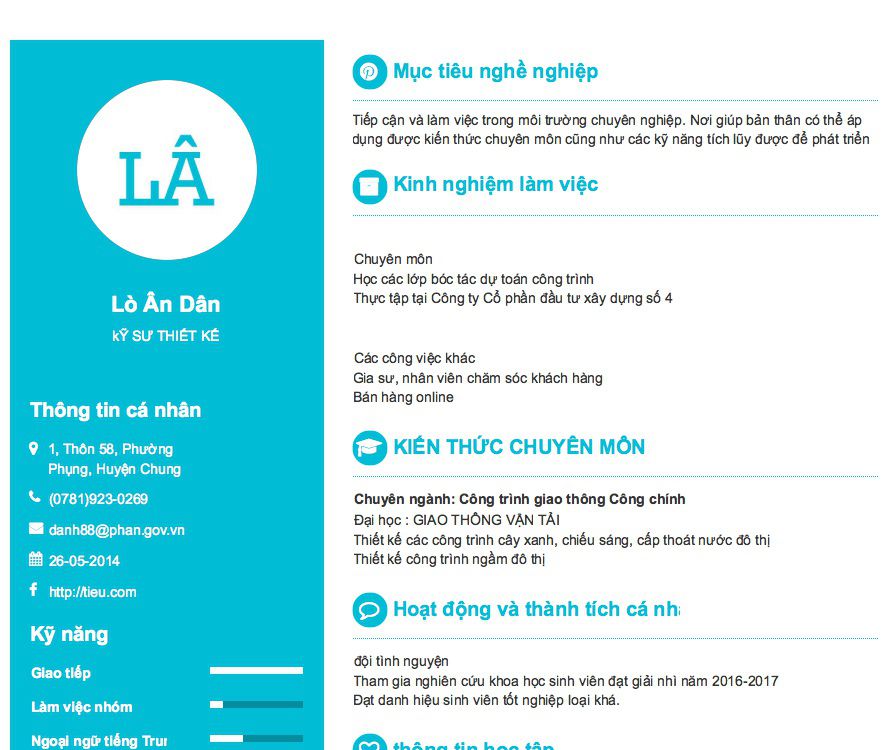 LÂ
Lò Ân Dân
kỸ SƯ THIẾT KẾ
Thông tin cá nhân
1, Thôn 58, Phường
Phụng, Huyện Chung
(0781)923-0269
danh88@phan.gov.vn
26-05-2014
http://tieu.com
Kỹ năng
Giao tiếp
Làm việc nhóm
Ngoại ngữ tiếng
Mục tiêu nghề nghiệp
Tiếp cận và làm việc trong môi trường chuyên nghiệp. Nơi giúp bản thân có thể áp
dụng được kiến thức chuyên môn cũng như các kỹ năng tích lũy được để phát triển
Kinh nghiệm làm việc
Chuyên môn
Học các lớp bóc tác dự toán công trình
Thực tập tại Công ty Cổ phần đầu tư xây dựng số 4
Các công việc khác
Gia sư, nhân viên chăm sóc khách hàng
Bán hàng online
KIẾN THỨC CHUYÊN MÔN
Chuyên ngành: Công trình giao thông Công chính
Đại học : GIAO THÔNG VẬN TẢI
Thiết kế các công trình cây xanh, chiếu sáng, cấp thoát nước đô thị
Thiết kế công trình ngầm đô thị
Hoạt động và thành tích cá
đội tình nguyện
Tham gia nghiên cứu khoa học sinh viên đạt giải nhì năm 2016-2017
Đạt danh hiệu sinh viên tốt nghiệp loại khá.
thông tin học tập